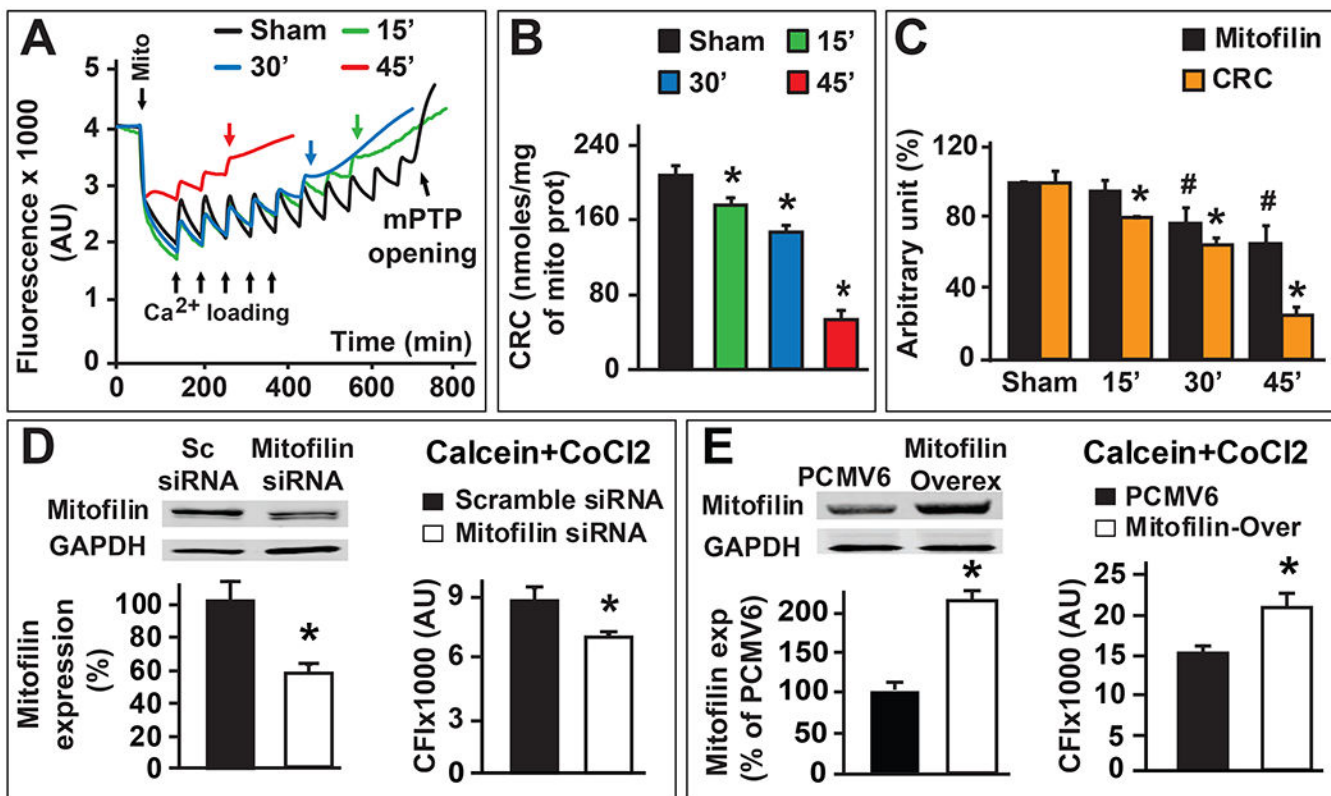 A
Sham
15’
30’
45’
Mito
5
4
3
2
1
0
Fluorescence x 1000
(AU)
mPTP
opening
Ca2+ loading
Time (min)
0
200
400
600
800
B
Sham
15’
30’
45’
240
160
80
0
CRC (nmoles/mg
of mito prot)
*
*
*
C
Mitofilin
CRC
120
80
40
0
Arbitrary unit (%)
*
#
*
#
*
Sham
15’
30’
45’
D
Sc
siRNA
Mitofilin
siRNA
Mitofilin
GAPDH
Mitofilin
expression
(%)
100
80
60
40
20
0
*
Calcein+CoCl2
Scramble siRNA
Mitofilin siRNA
CFIx1000 (AU)
9
6
3
0
*
E
PCMV6
Mitofilin
Overex
Mitofilin
GAPDH
Mitofilin exp
(% of PCMV6)
200
150
100
50
0
*
Calcein+CoCl2
PCMV6
Mitofilin-Over
CFIx1000 (AU)
25
20
15
10
5
0
*